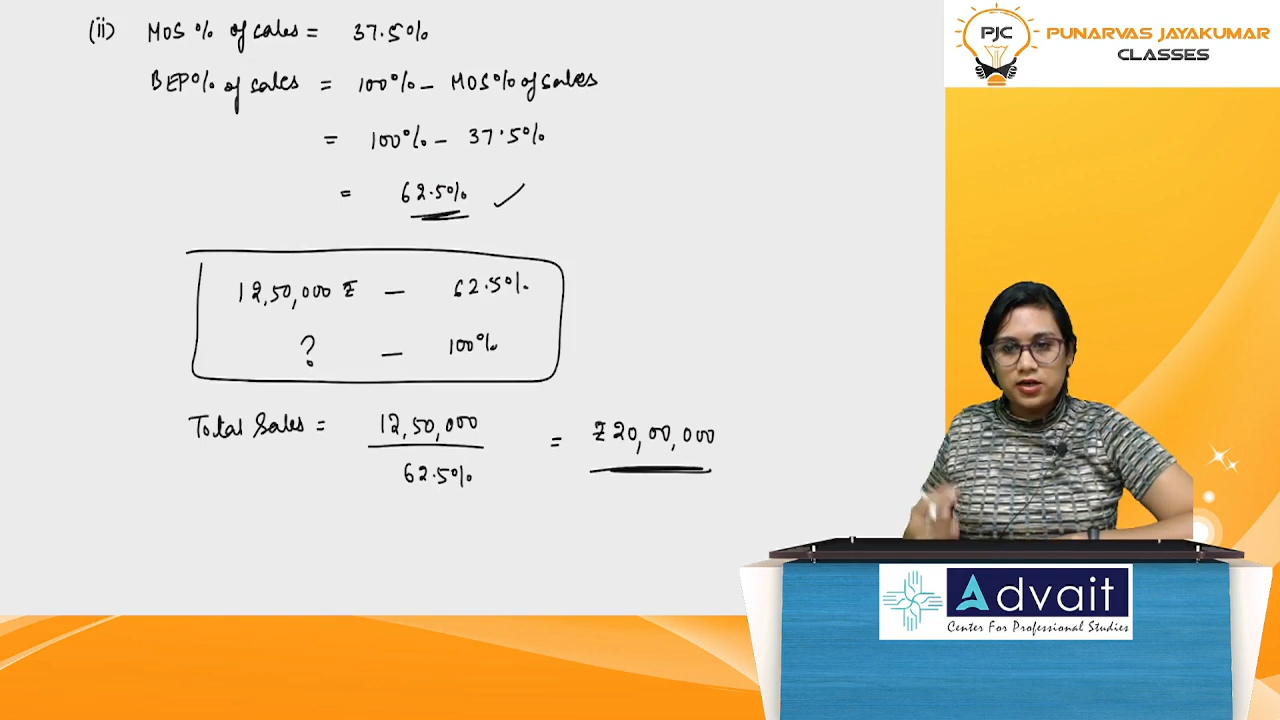 (ii) MOS % of sales = 37.5%
BEP% of sales = 100% - MOS% of sales
= 100% - 37.5%
= 62.5% ✓
12,50,000 ₹ - 62.5%
? - 100%
Total Sales = 12,50,000 / 62.5% = ₹20,00,000
PJC
PUNARVAS JAYAKUMAR
CLASSES
Advait
Center For Professional Studies